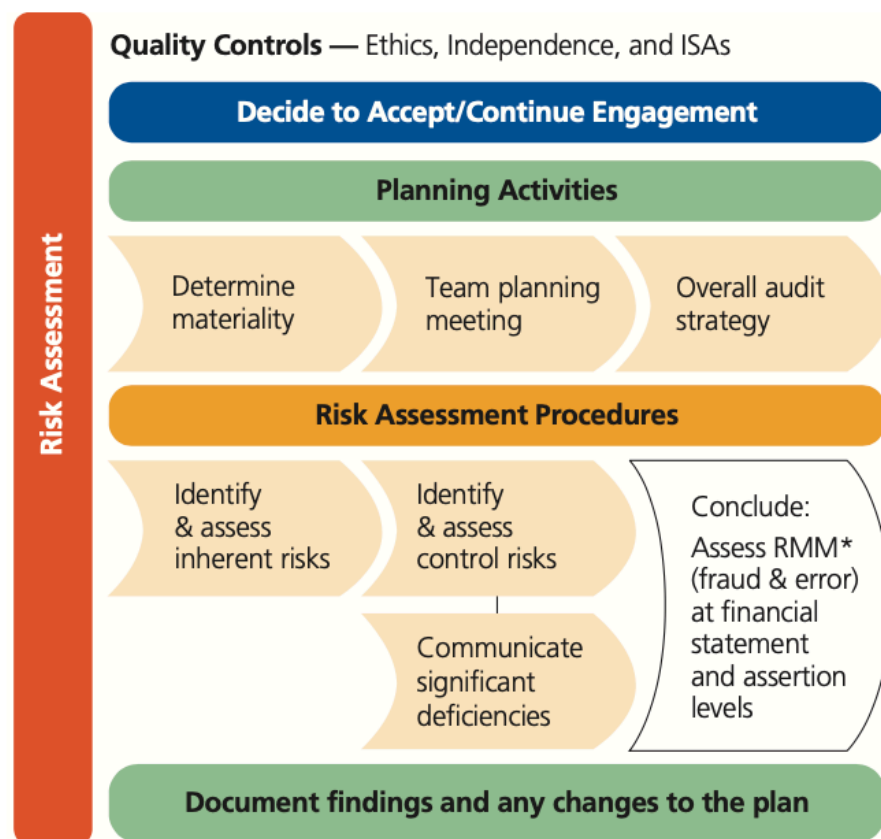 Risk Assessment
Quality Controls — Ethics, Independence, and ISAs
Decide to Accept/Continue Engagement
Planning Activities
Determine
materiality
Team planning
meeting
Overall audit
strategy
Risk Assessment Procedures
Identify
& assess
inherent risks
Identify
& assess
control risks
Communicate
significant
deficiencies
Conclude:
Assess RMM*
(fraud & error)
at financial
statement
and assertion
levels
Document findings and any changes to the plan